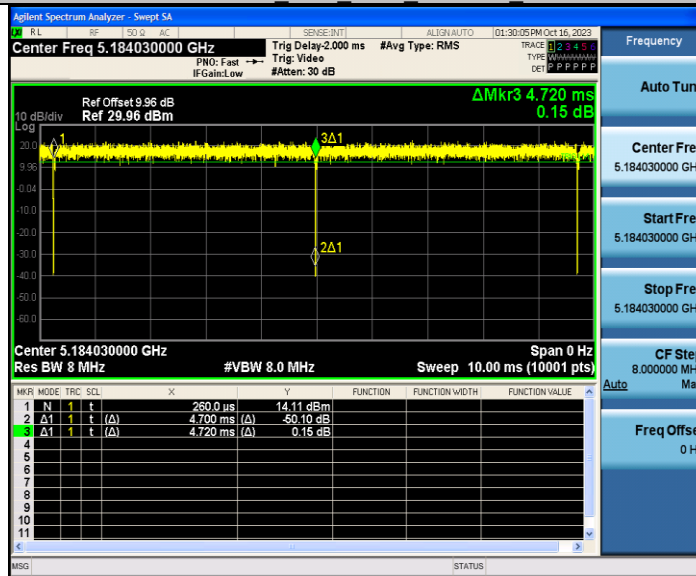 Agilent Spectrum Analyzer - Swept SA
RL RF 50 Ω AC SENSE:INT ALIGN AUTO 01:30:05 PM Oct 16, 2023
Center Freq 5.184030000 GHz
PNO: Fast
IFGain:Low
Trig Delay-2.000 ms
Trig: Video
#Atten: 30 dB
#Avg Type: RMS
TRACE 1 2 3 4 5 6
TYPE WWWWWW
DET P P P P P P
Frequency
ΔMkr3 4.720 ms
0.15 dB
Ref Offset 9.96 dB
10 dB/div Ref 29.96 dBm
Log
20.0
9.96
-0.04
-10.0
-20.0
-30.0
-40.0
-50.0
-60.0
1
3Δ1
2Δ1
Center 5.184030000 GHz Span 0 Hz
Res BW 8 MHz #VBW 8.0 MHz Sweep 10.00 ms (10001 pts)
MKR MODE TRC SCL X Y FUNCTION FUNCTION WIDTH FUNCTION VALUE
1 N 1 t 260.0 µs 14.11 dBm
2 Δ1 1 t (Δ) 4.700 ms (Δ) -50.10 dB
3 Δ1 1 t (Δ) 4.720 ms (Δ) 0.15 dB
4
5
6
7
8
9
10
11
Auto Tun
Center Fre
5.184030000 GH
Start Fre
5.184030000 GH
Stop Fre
5.184030000 GH
CF Ste
8.000000 MH
Auto Ma
Freq Offse
0 H
MSG STATUS